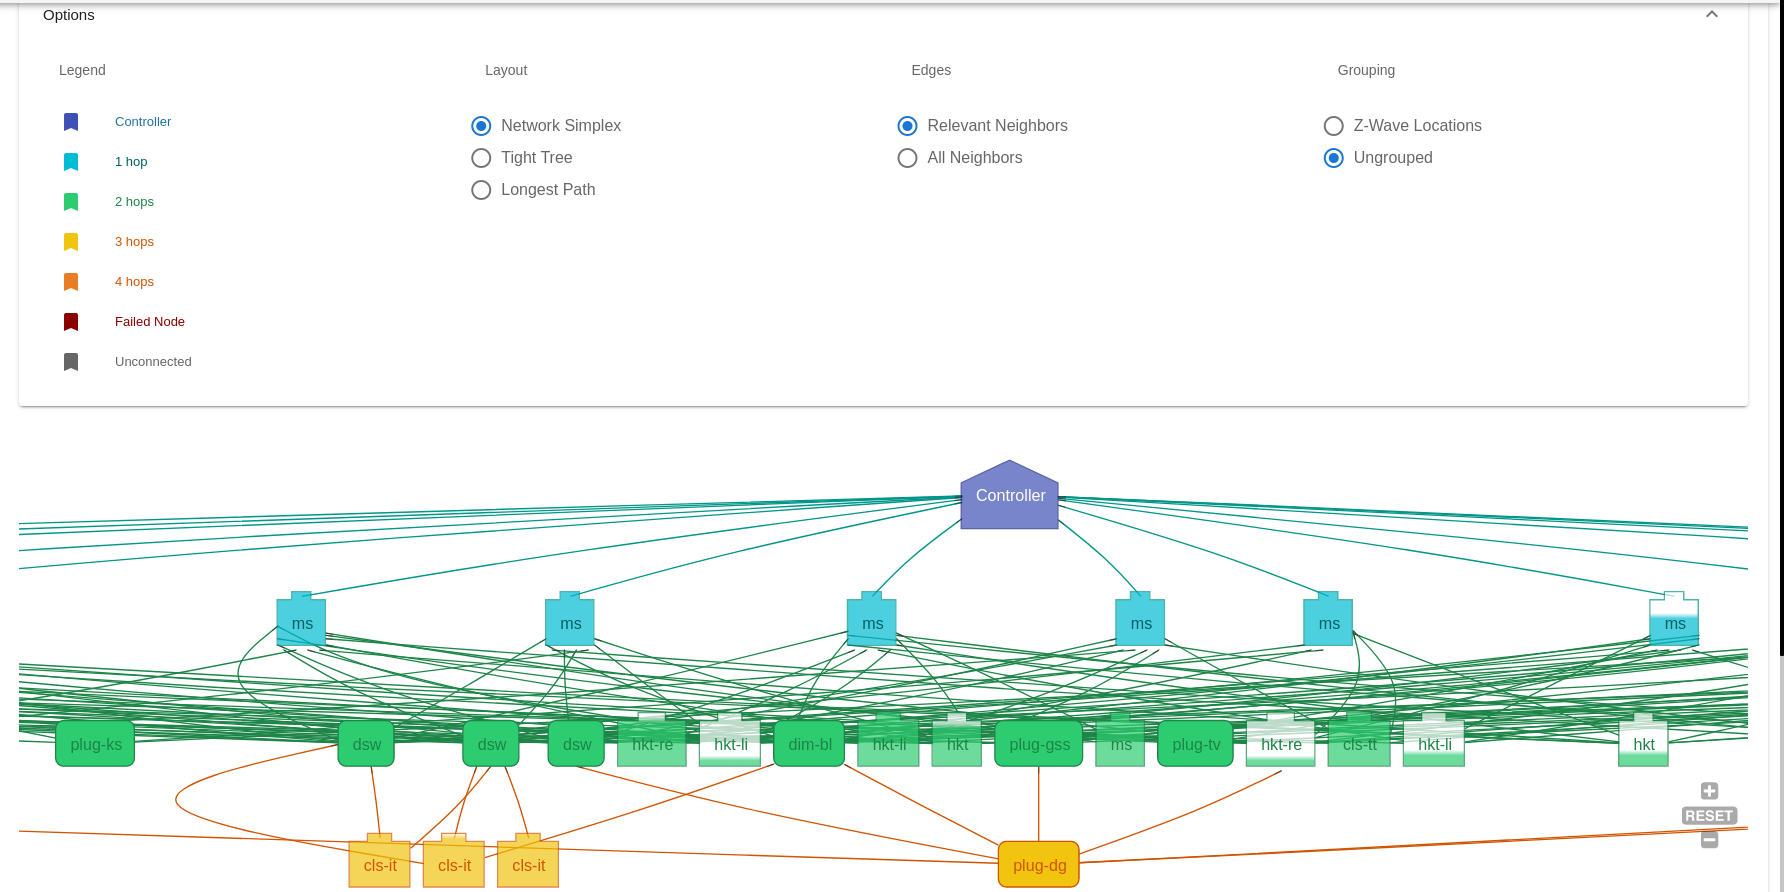 Options
Legend
Layout
Edges
Grouping
Controller
1 hop
2 hops
3 hops
4 hops
Failed Node
Unconnected
Network Simplex
Tight Tree
Longest Path
Relevant Neighbors
All Neighbors
Z-Wave Locations
Ungrouped
Controller
ms ms ms ms ms ms
plug-ks dsw dsw dsw hkt-re hkt-li dim-bl hkt-li hkt plug-gss ms plug-tv hkt-re cls-tt hkt-li hkt
RESET
cls-it cls-it cls-it plug-dg